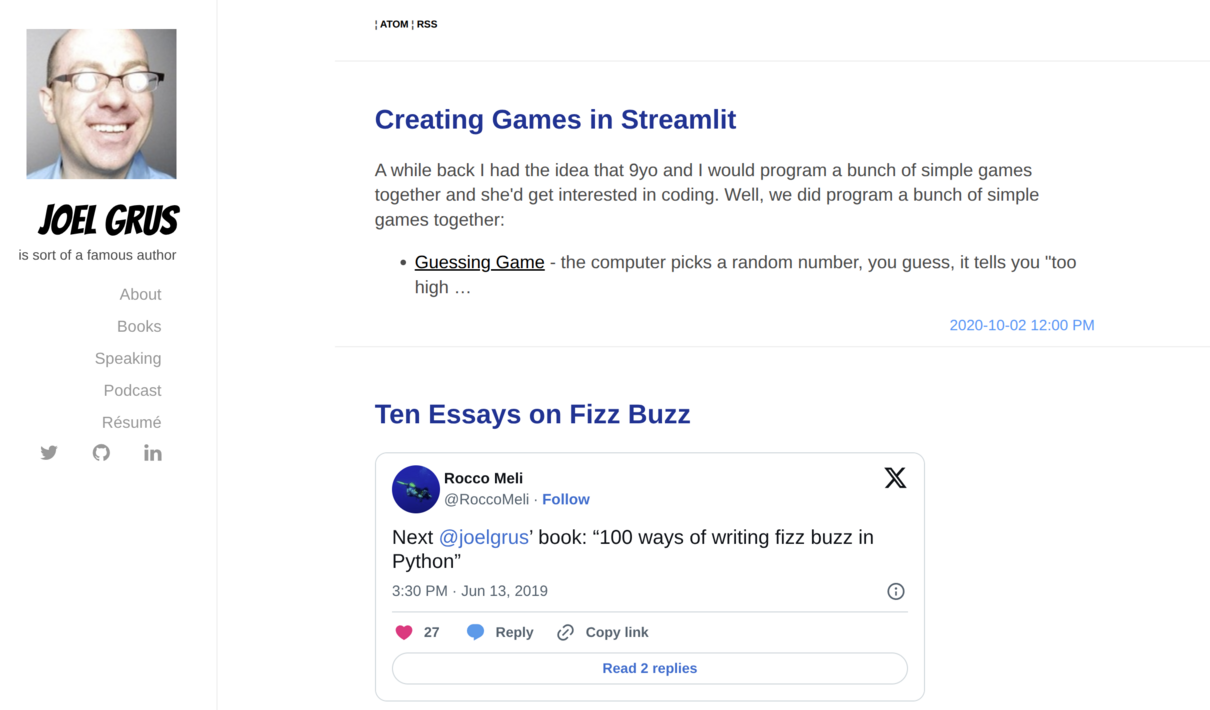 ¦ ATOM ¦ RSS
JOEL GRUS
is sort of a famous author
About
Books
Speaking
Podcast
Résumé
Creating Games in Streamlit
A while back I had the idea that 9yo and I would program a bunch of simple games
together and she'd get interested in coding. Well, we did program a bunch of simple
games together:
• Guessing Game - the computer picks a random number, you guess, it tells you "too
high …
2020-10-02 12:00 PM
Ten Essays on Fizz Buzz
Rocco Meli
@RoccoMeli · Follow
Next @joelgrus’ book: “100 ways of writing fizz buzz in
Python”
3:30 PM · Jun 13, 2019
27 Reply Copy link
Read 2 replies